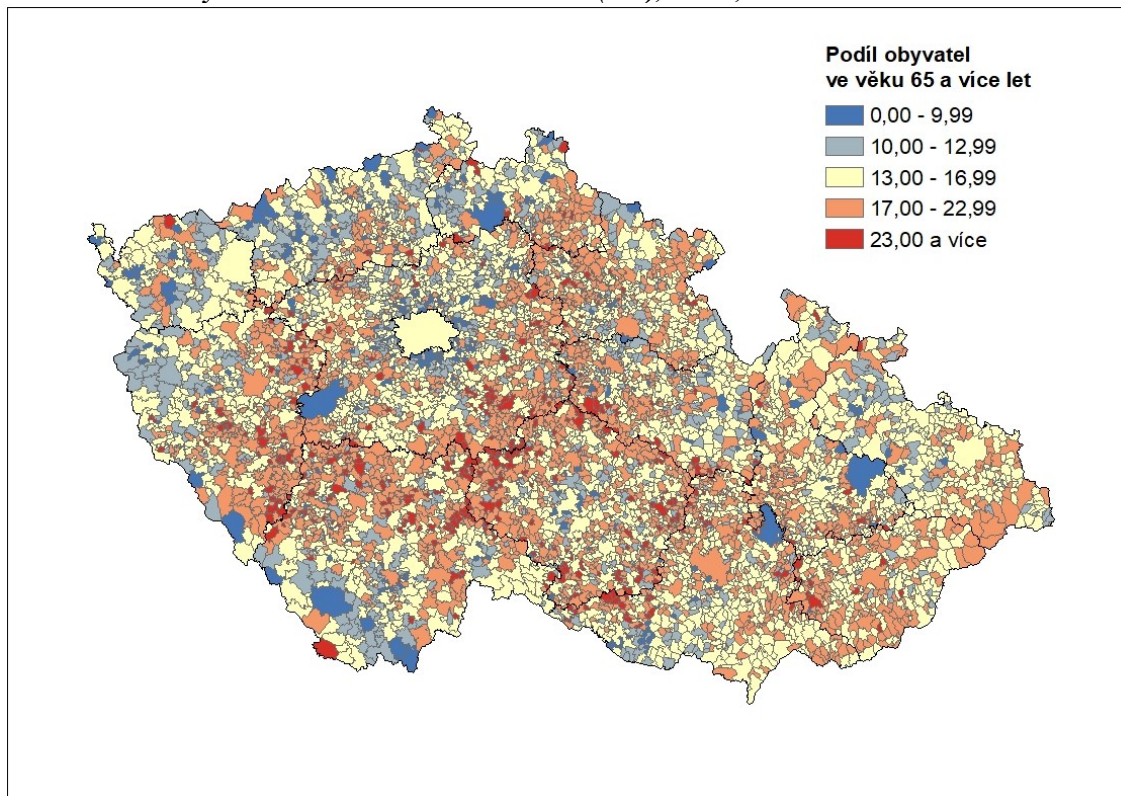 Podíl obyvatel
ve věku 65 a více let
0,00 - 9,99
10,00 - 12,99
13,00 - 16,99
17,00 - 22,99
23,00 a více